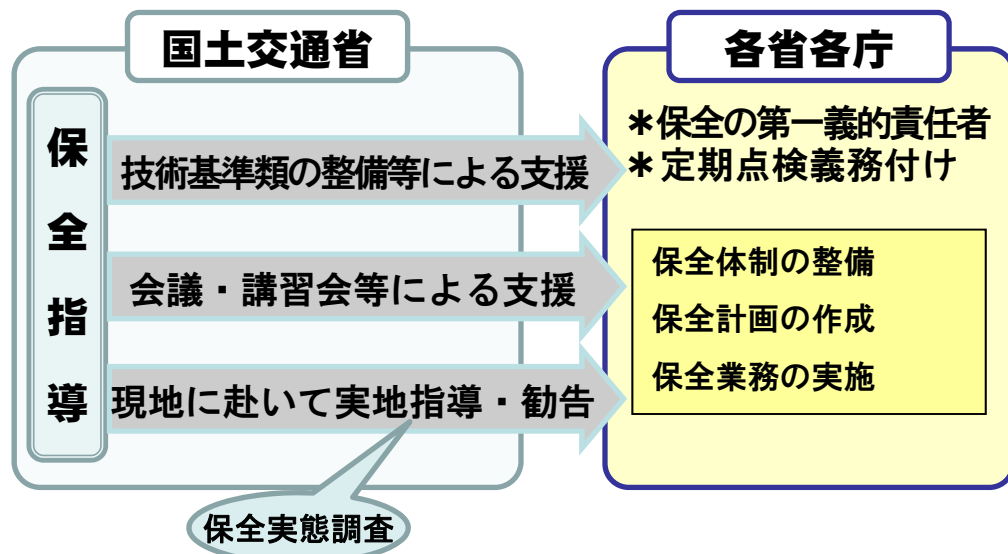 国土交通省
保全指導
技術基準類の整備等による支援
会議・講習会等による支援
現地に赴いて実地指導・勧告
保全実態調査
各省各庁
＊保全の第一義的責任者
＊定期点検義務付け
保全体制の整備
保全計画の作成
保全業務の実施